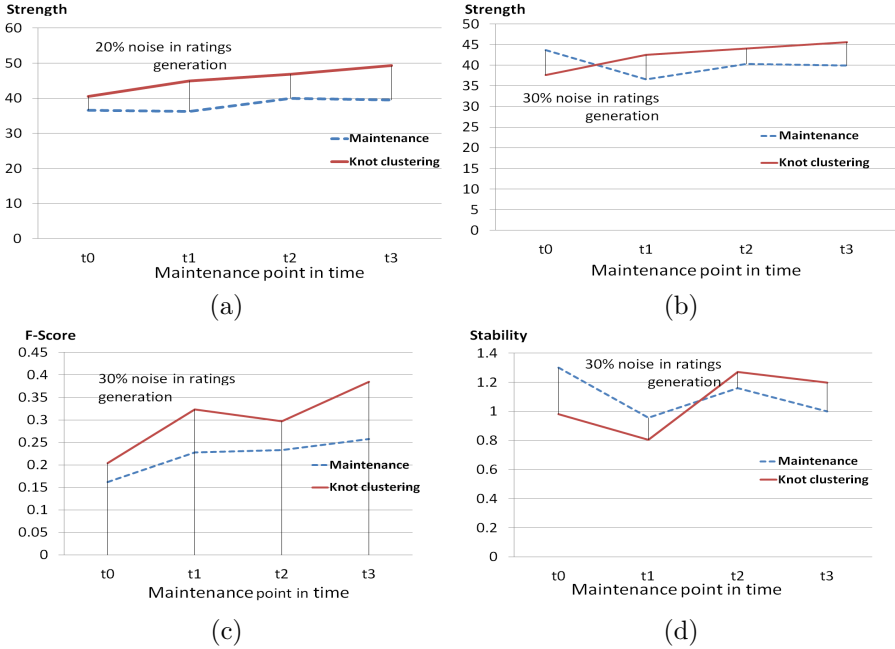 Strength
60
50
40
30
20
10
0
20% noise in ratings
generation
Maintenance
Knot clustering
t0 t1 t2 t3
Maintenance point in time
(a)
Strength
50
45
40
35
30
25
20
15
10
5
0
30% noise in ratings
generation
Maintenance
Knot clustering
t0 t1 t2 t3
Maintenance point in time
(b)
F-Score
0.45
0.4
0.35
0.3
0.25
0.2
0.15
0.1
0.05
0
30% noise in ratings
generation
Maintenance
Knot clustering
t0 t1 t2 t3
Maintenance point in time
(c)
Stability
1.4
1.2
1
0.8
0.6
0.4
0.2
0
30% noise in ratings
generation
Maintenance
Knot clustering
t0 t1 t2 t3
Maintenance point in time
(d)